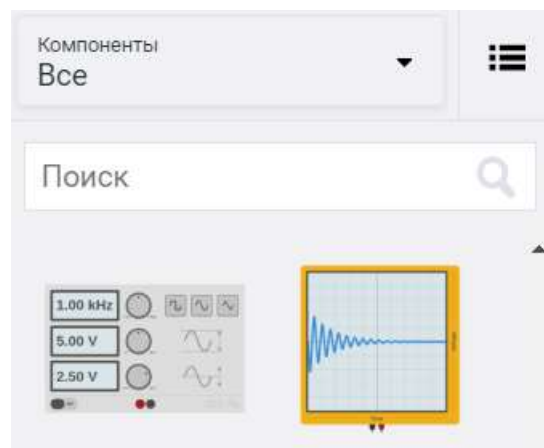 Компоненты
Все
Поиск
1.00 kHz
5.00 V
2.50 V